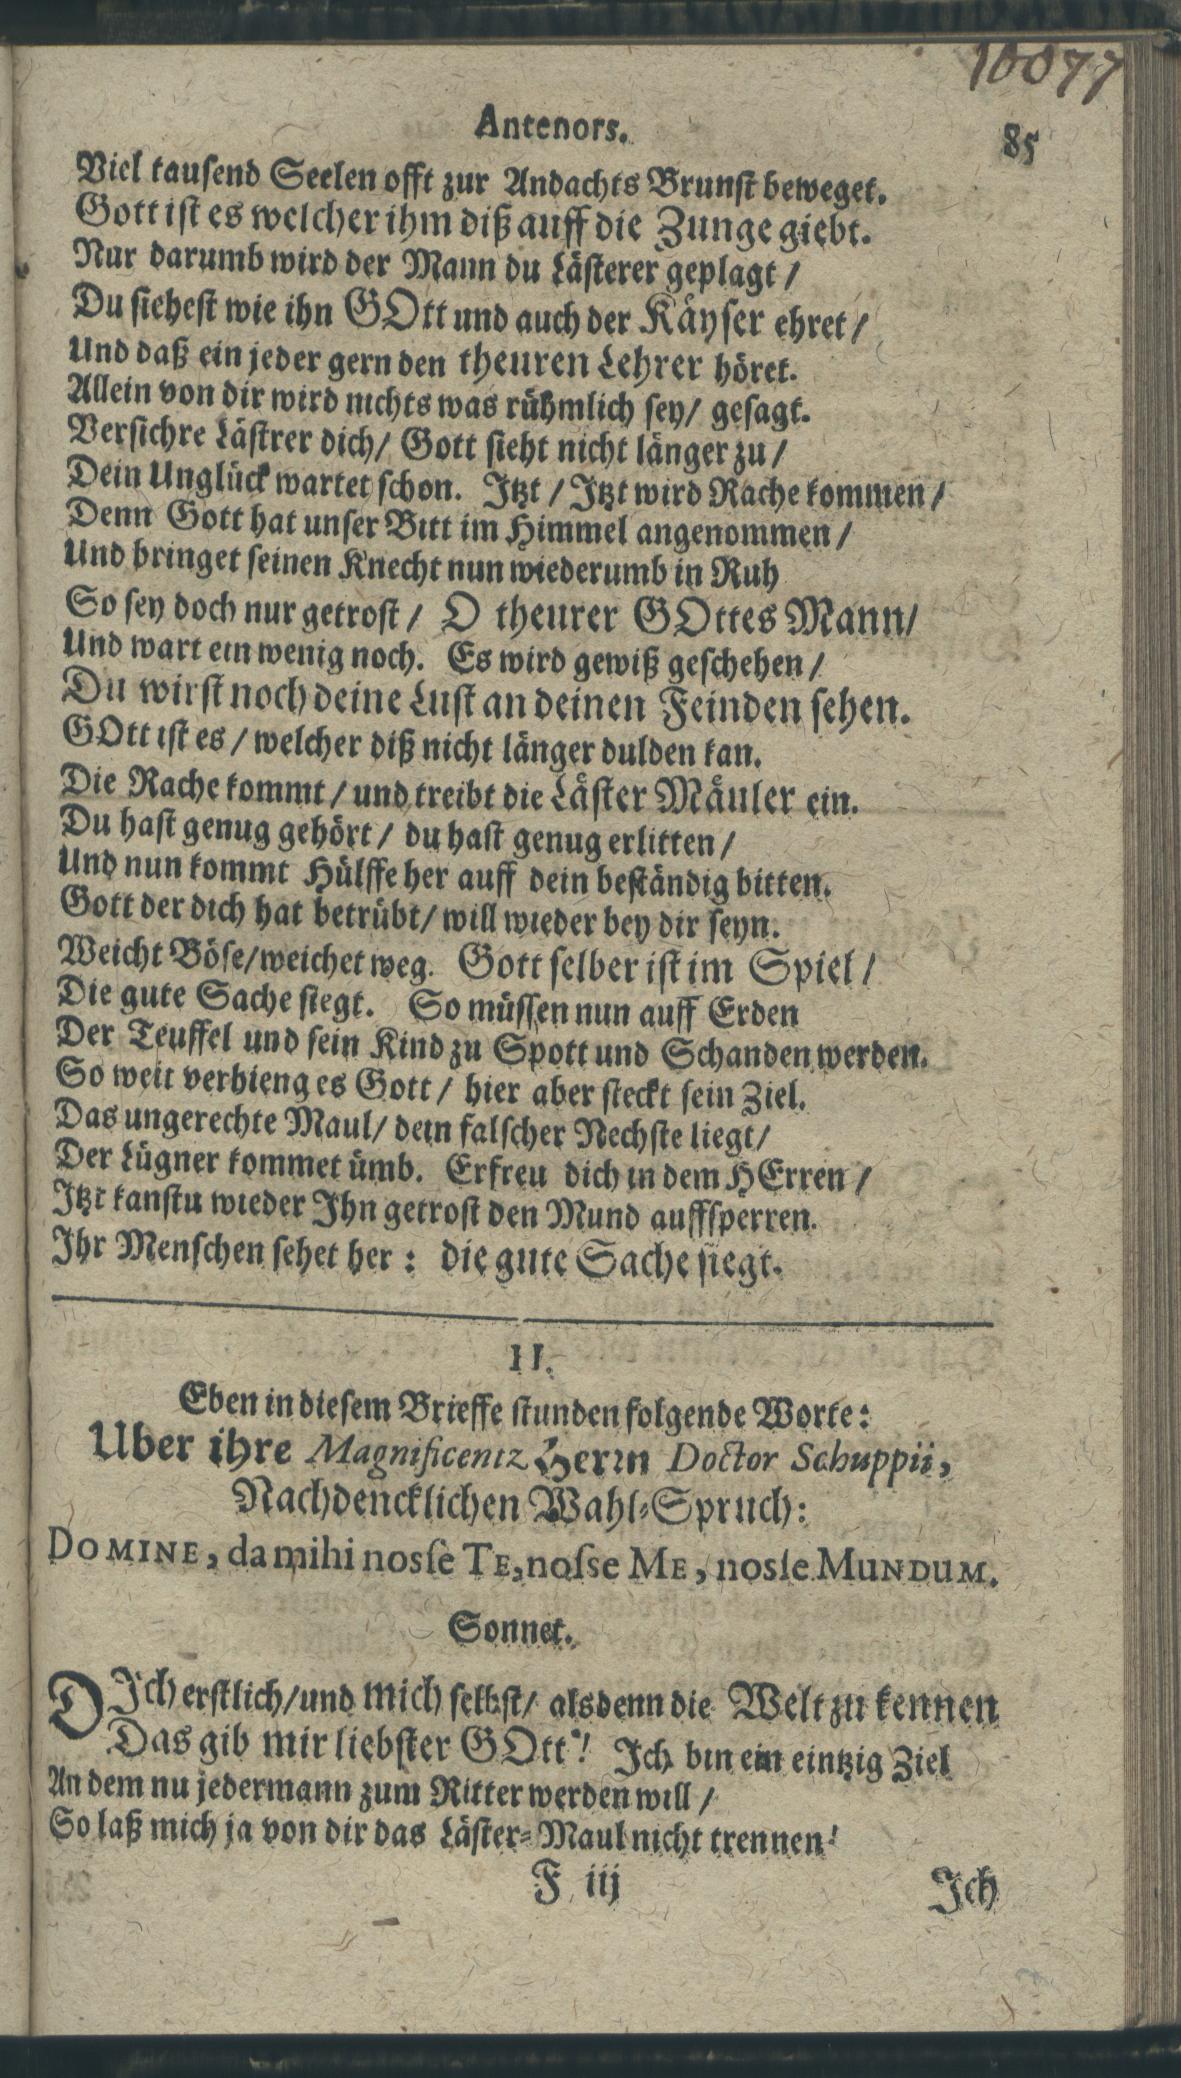 10077
Antenors. 85
Viel tausend Seelen offt zur Andachts Brunst beweget.
Gott ist es welcher ihm diß auff die Zunge giebt.
Nur darumb wird der Mann du Lästerer geplagt /
Du siehest wie ihn GOtt und auch der Käyser ehret /
Und daß ein jeder gern den theuren Lehrer höret.
Allein von dir wird nichts was rühmlich sey / gesagt.
Versichre Lästrer dich / Gott sieht nicht länger zu /
Dein Unglück wartet schon. Itzt / Itzt wird Rache kommen /
Denn Gott hat unser Bitt im Himmel angenommen /
Und bringet seinen Knecht nun wiederumb in Ruh
So sey doch nur getrost / O theurer GOttes Mann /
Und wart ein wenig noch. Es wird gewiß geschehen /
Du wirst noch deine Lust an deinen Feinden sehen.
GOtt ist es / welcher diß nicht länger dulden kan.
Die Rache kommt / und treibt die Läster Mäuler ein.
Du hast genug gehört / du hast genug erlitten /
Und nun kommt Hülffe her auff dein beständig bitten.
Gott der dich hat betrübt / will wieder bey dir seyn.
Weicht Böse / weichet weg. Gott selber ist im Spiel /
Die gute Sache siegt. So müssen nun auff Erden
Der Teuffel und sein Kind zu Spott und Schanden werden.
So weit verhieng es Gott / hier aber steckt sein Ziel.
Das ungerechte Maul / dein falscher Nechste liegt /
Der Lügner kommet ümb. Erfreu dich in dem HErren /
Itzt kanstu wieder Ihn getrost den Mund auffsperren.
Ihr Menschen sehet her : die gute Sache siegt.
II.
Eben in diesem Brieffe stunden folgende Worte :
Uber ihre Magnificentz Herrn Doctor Schuppii,
Nachdencklichen Wahl-Spruch :
DOMINE, da mihi nosse TE, nosse ME, nosse MUNDUM.
Sonnet.
DIch erstlich / und mich selbst / alsdenn die Welt zu kennen
Das gib mir liebster GOtt ! Ich bin ein eintzig Ziel
An dem nu jedermann zum Ritter werden will /
So laß mich ja von dir das Läster-Maul nicht trennen !
F iij Ich